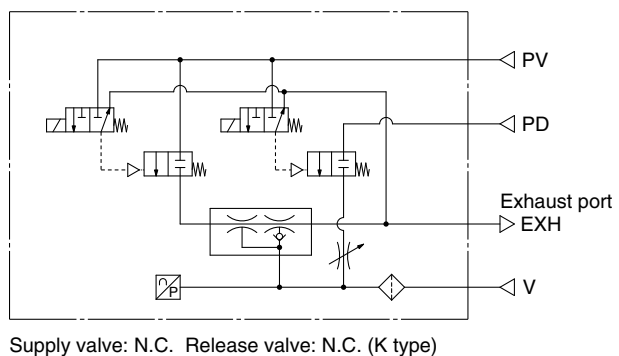 PV
PD
Exhaust port
EXH
V
P
Supply valve: N.C. Release valve: N.C. (K type)